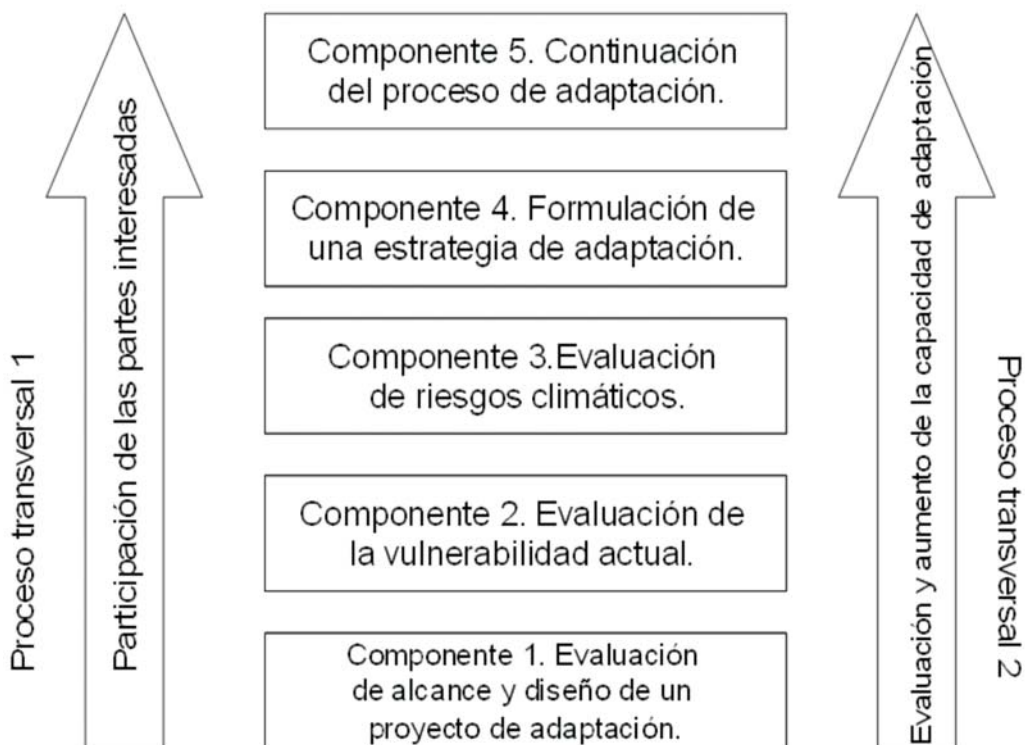 Proceso transversal 1
Participación de las partes interesadas
Componente 5. Continuación
del proceso de adaptación.
Componente 4. Formulación de
una estrategia de adaptación.
Componente 3.Evaluación
de riesgos climáticos.
Componente 2. Evaluación de
la vulnerabilidad actual.
Componente 1. Evaluación
de alcance y diseño de un
proyecto de adaptación.
Evaluación y aumento de la capacidad de adaptación
Proceso transversal 2